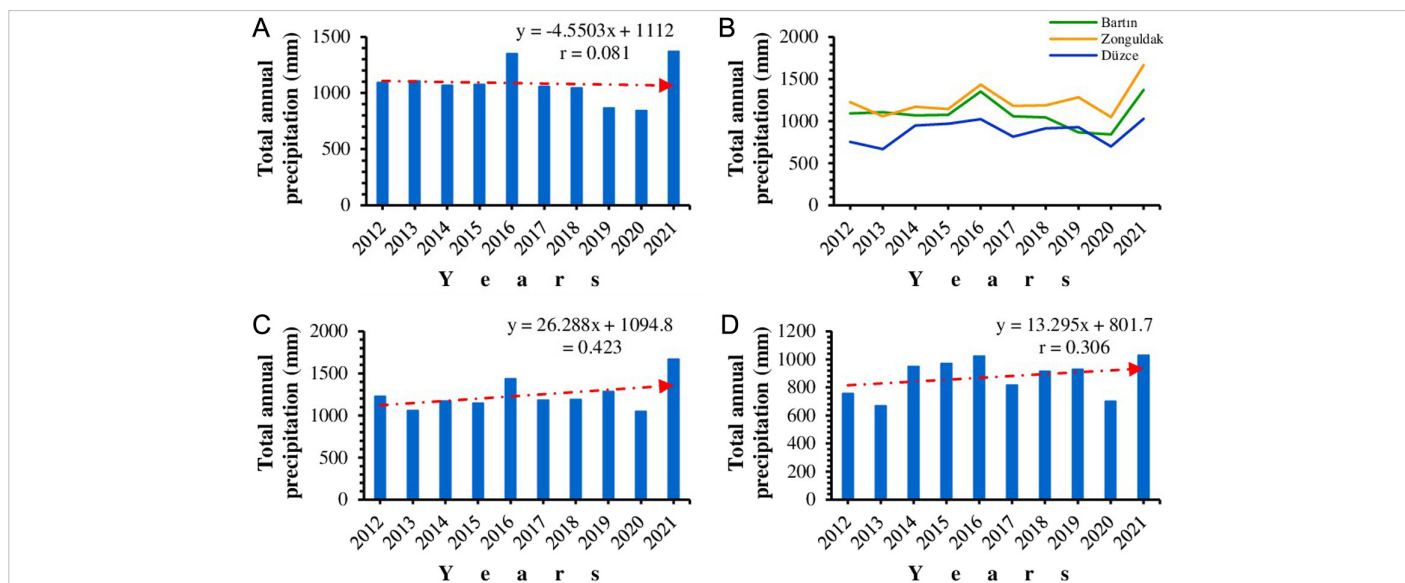 A
y = -4.5503x + 1112
r = 0.081
Total annual
precipitation (mm)
1500
1000
500
0
2012
2013
2014
2015
2016
2017
2018
2019
2020
2021
Y e a r s
B
Bartın
Zonguldak
Düzce
Total annual
precipitation (mm)
2000
1500
1000
500
0
2012
2013
2014
2015
2016
2017
2018
2019
2020
2021
Y e a r s
C
y = 26.288x + 1094.8
= 0.423
Total annual
precipitation (mm)
2000
1500
1000
500
0
2012
2013
2014
2015
2016
2017
2018
2019
2020
2021
Y e a r s
D
y = 13.295x + 801.7
r = 0.306
Total annual
precipitation (mm)
1200
1000
800
600
400
200
0
2012
2013
2014
2015
2016
2017
2018
2019
2020
2021
Y e a r s